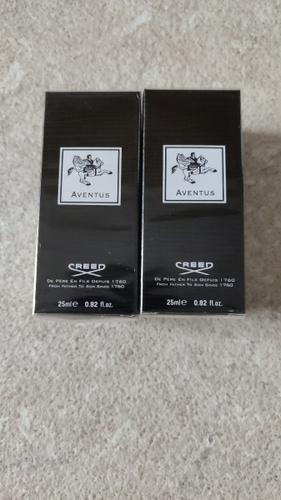 AVENTUS
CREED
DE PÈRE EN FILS DEPUIS 1760
FROM FATHER TO SON SINCE 1760
25ml℮ 0.82 fl.oz.
AVENTUS
CREED
DE PÈRE EN FILS DEPUIS 1760
FROM FATHER TO SON SINCE 1760
25ml℮ 0.82 fl.oz.